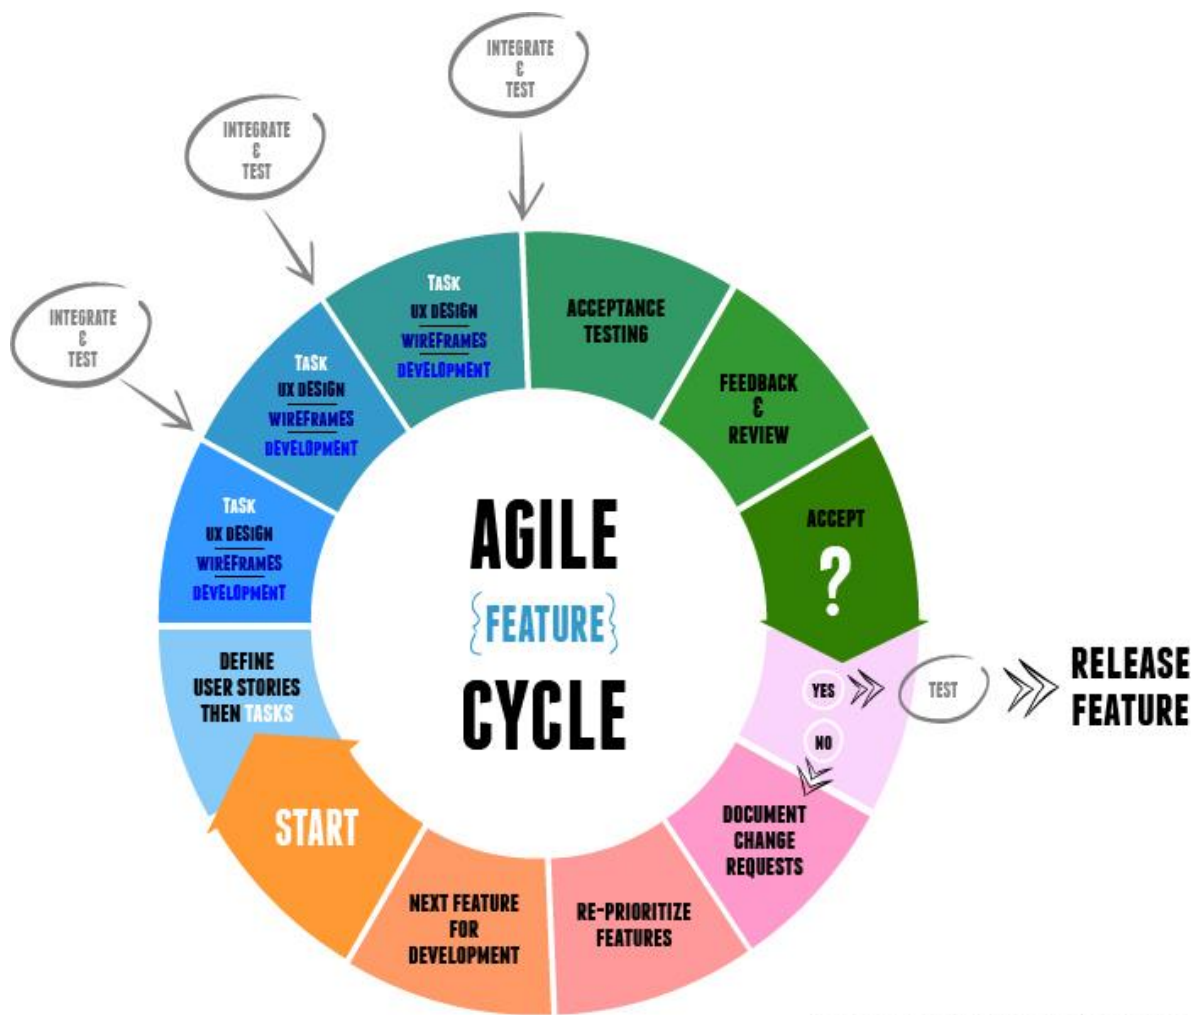 INTEGRATE
&
TEST
INTEGRATE
&
TEST
INTEGRATE
&
TEST
TASK
UX DESIGN
WIREFRAMES
DEVELOPMENT
TASK
UX DESIGN
WIREFRAMES
DEVELOPMENT
TASK
UX DESIGN
WIREFRAMES
DEVELOPMENT
ACCEPTANCE
TESTING
FEEDBACK
&
REVIEW
ACCEPT
?
YES
TEST
RELEASE
FEATURE
NO
DOCUMENT
CHANGE
REQUESTS
RE-PRIORITIZE
FEATURES
NEXT FEATURE
FOR
DEVELOPMENT
START
DEFINE
USER STORIES
THEN TASKS
AGILE
{FEATURE}
CYCLE